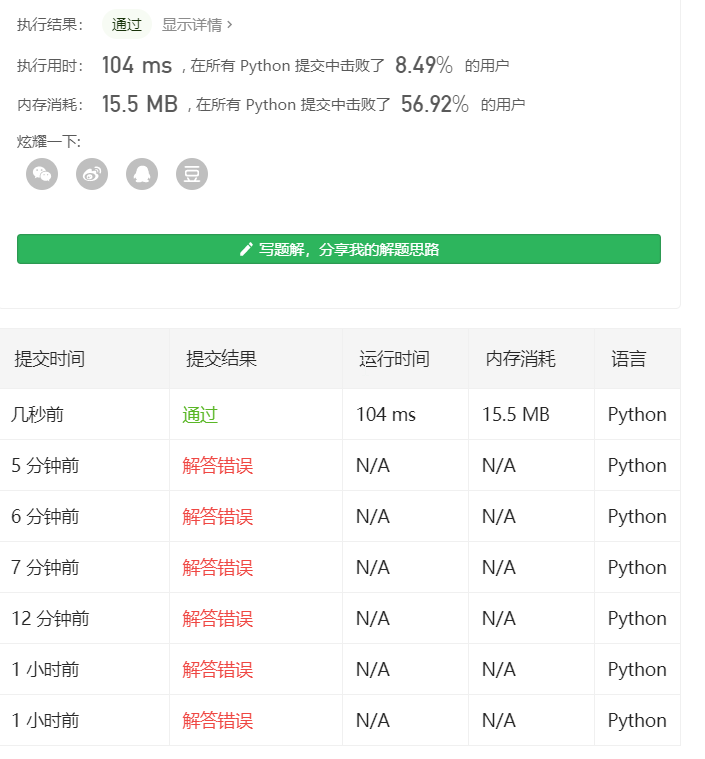 执行结果： 通过 显示详情 ›
执行用时： 104 ms , 在所有 Python 提交中击败了 8.49% 的用户
内存消耗： 15.5 MB , 在所有 Python 提交中击败了 56.92% 的用户
炫耀一下:
豆
写题解，分享我的解题思路
提交时间 提交结果 运行时间 内存消耗 语言
几秒前 通过 104 ms 15.5 MB Python
5 分钟前 解答错误 N/A N/A Python
6 分钟前 解答错误 N/A N/A Python
7 分钟前 解答错误 N/A N/A Python
12 分钟前 解答错误 N/A N/A Python
1 小时前 解答错误 N/A N/A Python
1 小时前 解答错误 N/A N/A Python